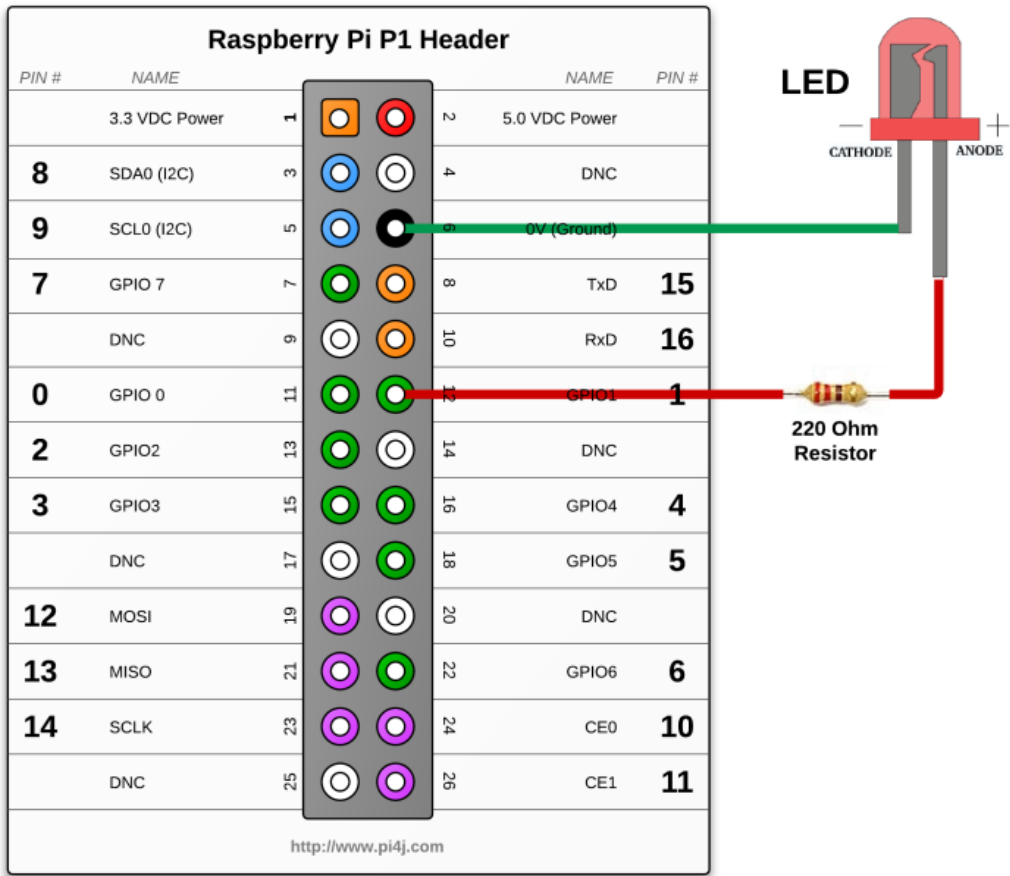 Raspberry Pi P1 Header
PIN # NAME NAME PIN #
3.3 VDC Power 1 2 5.0 VDC Power
8 SDA0 (I2C) 3 4 DNC
9 SCL0 (I2C) 5 6 0V (Ground)
7 GPIO 7 7 8 TxD 15
DNC 9 10 RxD 16
0 GPIO 0 11 12 GPIO1 1
2 GPIO2 13 14 DNC
3 GPIO3 15 16 GPIO4 4
DNC 17 18 GPIO5 5
12 MOSI 19 20 DNC
13 MISO 21 22 GPIO6 6
14 SCLK 23 24 CE0 10
DNC 25 26 CE1 11
http://www.pi4j.com
LED
− +
CATHODE ANODE
220 Ohm
Resistor